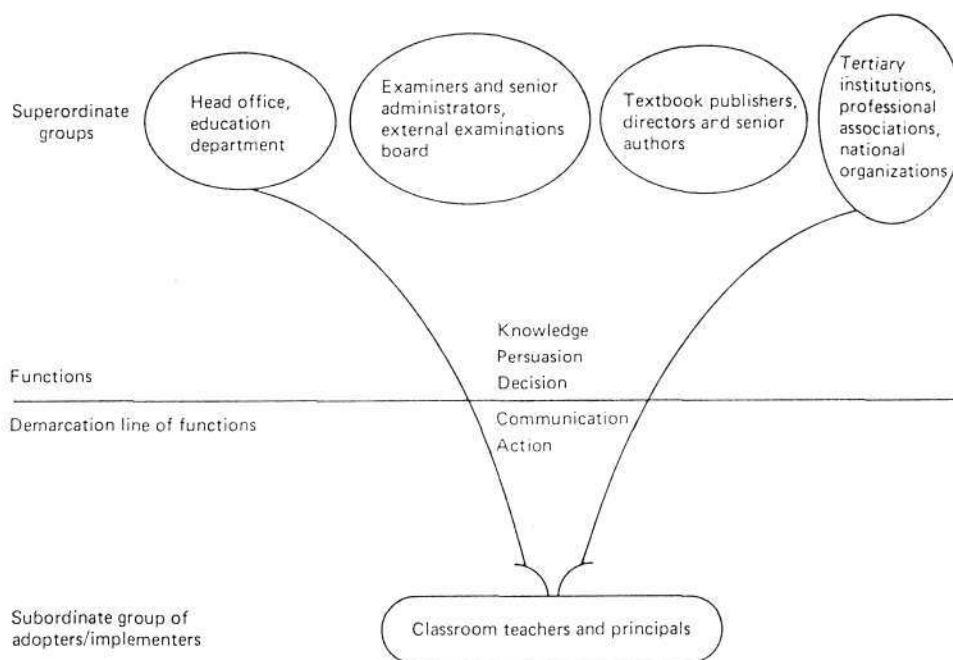 Superordinate
groups
Head office,
education
department
Examiners and senior
administrators,
external examinations
board
Textbook publishers,
directors and senior
authors
Tertiary
institutions,
professional
associations,
national
organizations
Knowledge
Persuasion
Decision
Functions
Demarcation line of functions
Communication
Action
Subordinate group of
adopters/implementers
Classroom teachers and principals